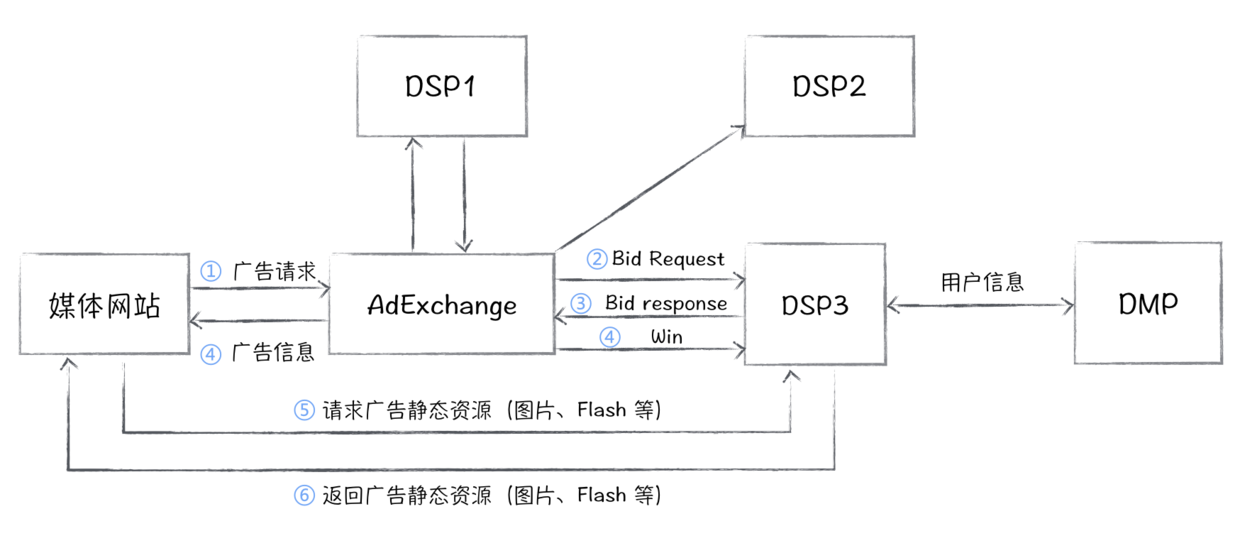 DSP1
DSP2
① 广告请求
② Bid Request
用户信息
媒体网站
AdExchange
③ Bid response
DSP3
DMP
④ Win
④ 广告信息
⑤ 请求广告静态资源（图片、Flash 等）
⑥ 返回广告静态资源（图片、Flash 等）